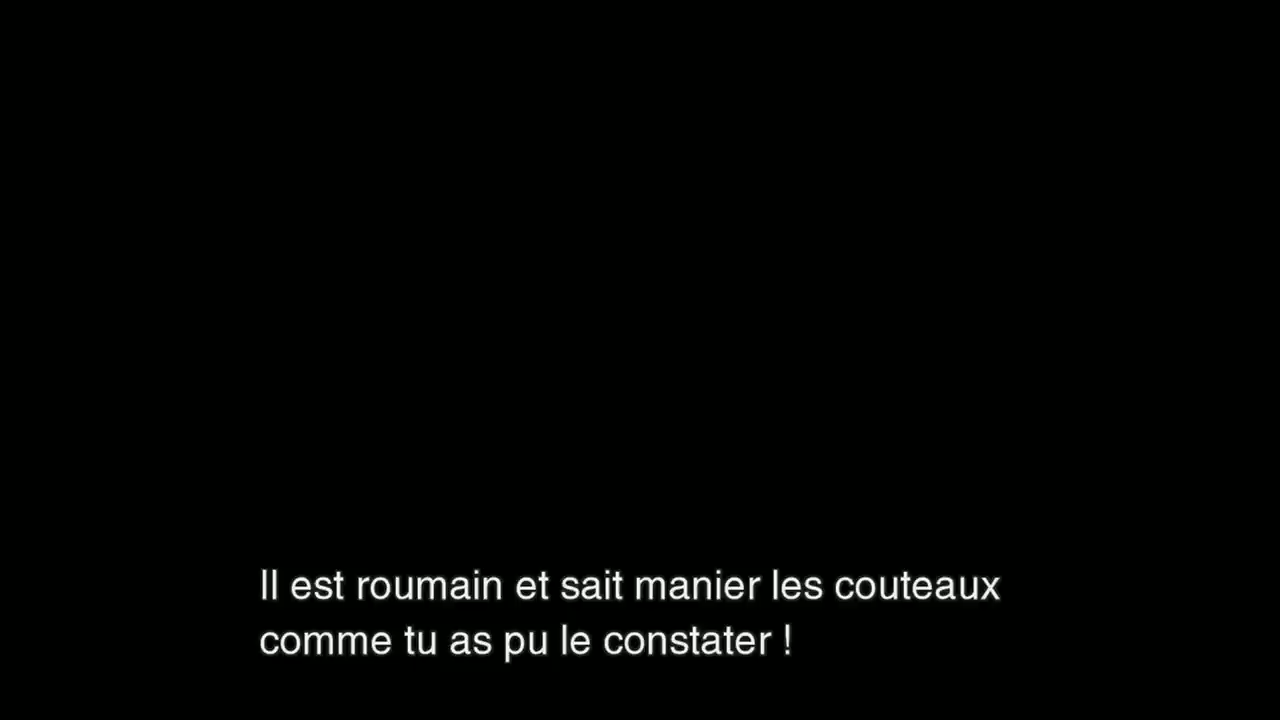 Il est roumain et sait manier les couteaux
comme tu as pu le constater !